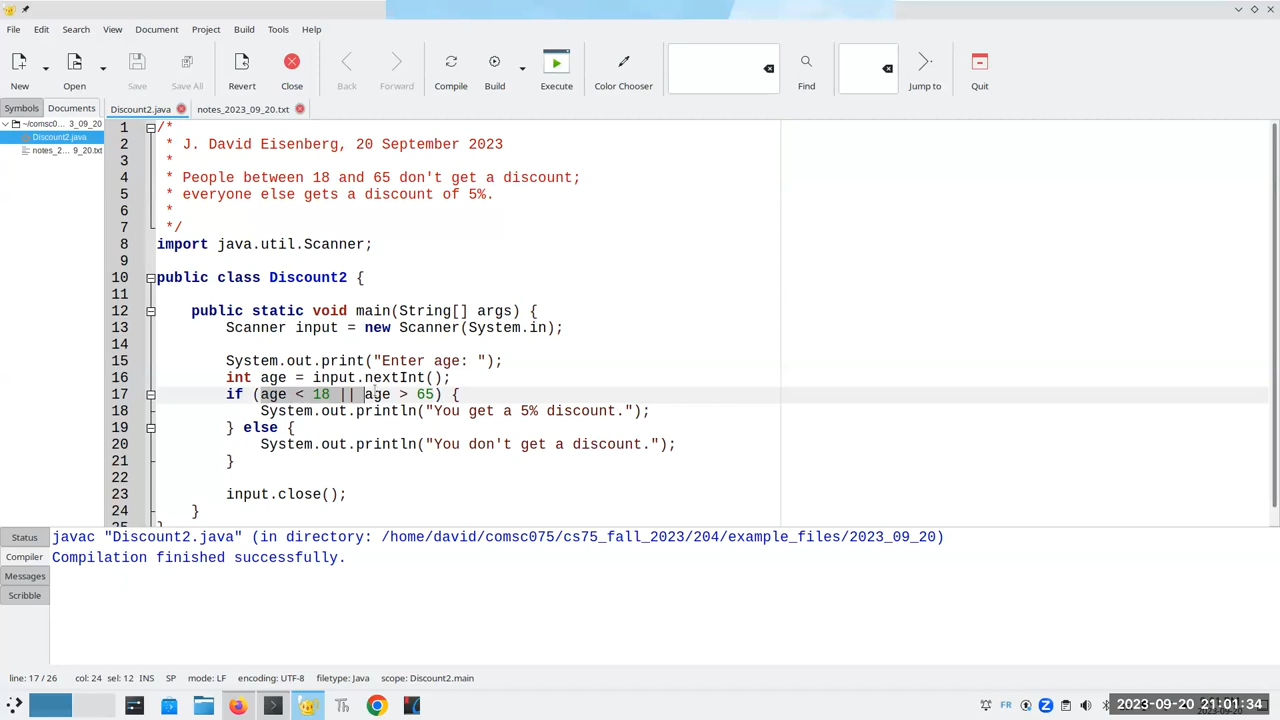 File Edit Search View Document Project Build Tools Help
New Open Save Save All Revert Close Back Forward Compile Build Execute Color Chooser Find Jump to Quit
Symbols Documents Discount2.java notes_2023_09_20.txt
~/comsc0… 3_09_20
Discount2.java
notes_2… 9_20.txt
1 /*
2 * J. David Eisenberg, 20 September 2023
3 *
4 * People between 18 and 65 don't get a discount;
5 * everyone else gets a discount of 5%.
6 *
7 */
8 import java.util.Scanner;
9
10 public class Discount2 {
11
12 public static void main(String[] args) {
13 Scanner input = new Scanner(System.in);
14
15 System.out.print("Enter age: ");
16 int age = input.nextInt();
17 if (age < 18 || age > 65) {
18 System.out.println("You get a 5% discount.");
19 } else {
20 System.out.println("You don't get a discount.");
21 }
22
23 input.close();
24 }
Status
Compiler
Messages
Scribble
javac "Discount2.java" (in directory: /home/david/comsc075/cs75_fall_2023/204/example_files/2023_09_20)
Compilation finished successfully.
line: 17 / 26 col: 24 sel: 12 INS SP mode: LF encoding: UTF-8 filetype: Java scope: Discount2.main
FR
2023-09-20 21:01:34